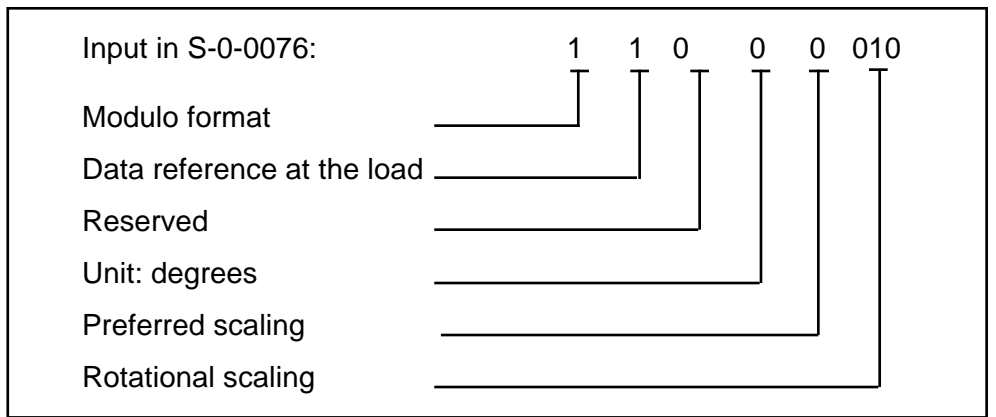 Input in S-0-0076: 1 1 0 0 0 010
Modulo format
Data reference at the load
Reserved
Unit: degrees
Preferred scaling
Rotational scaling